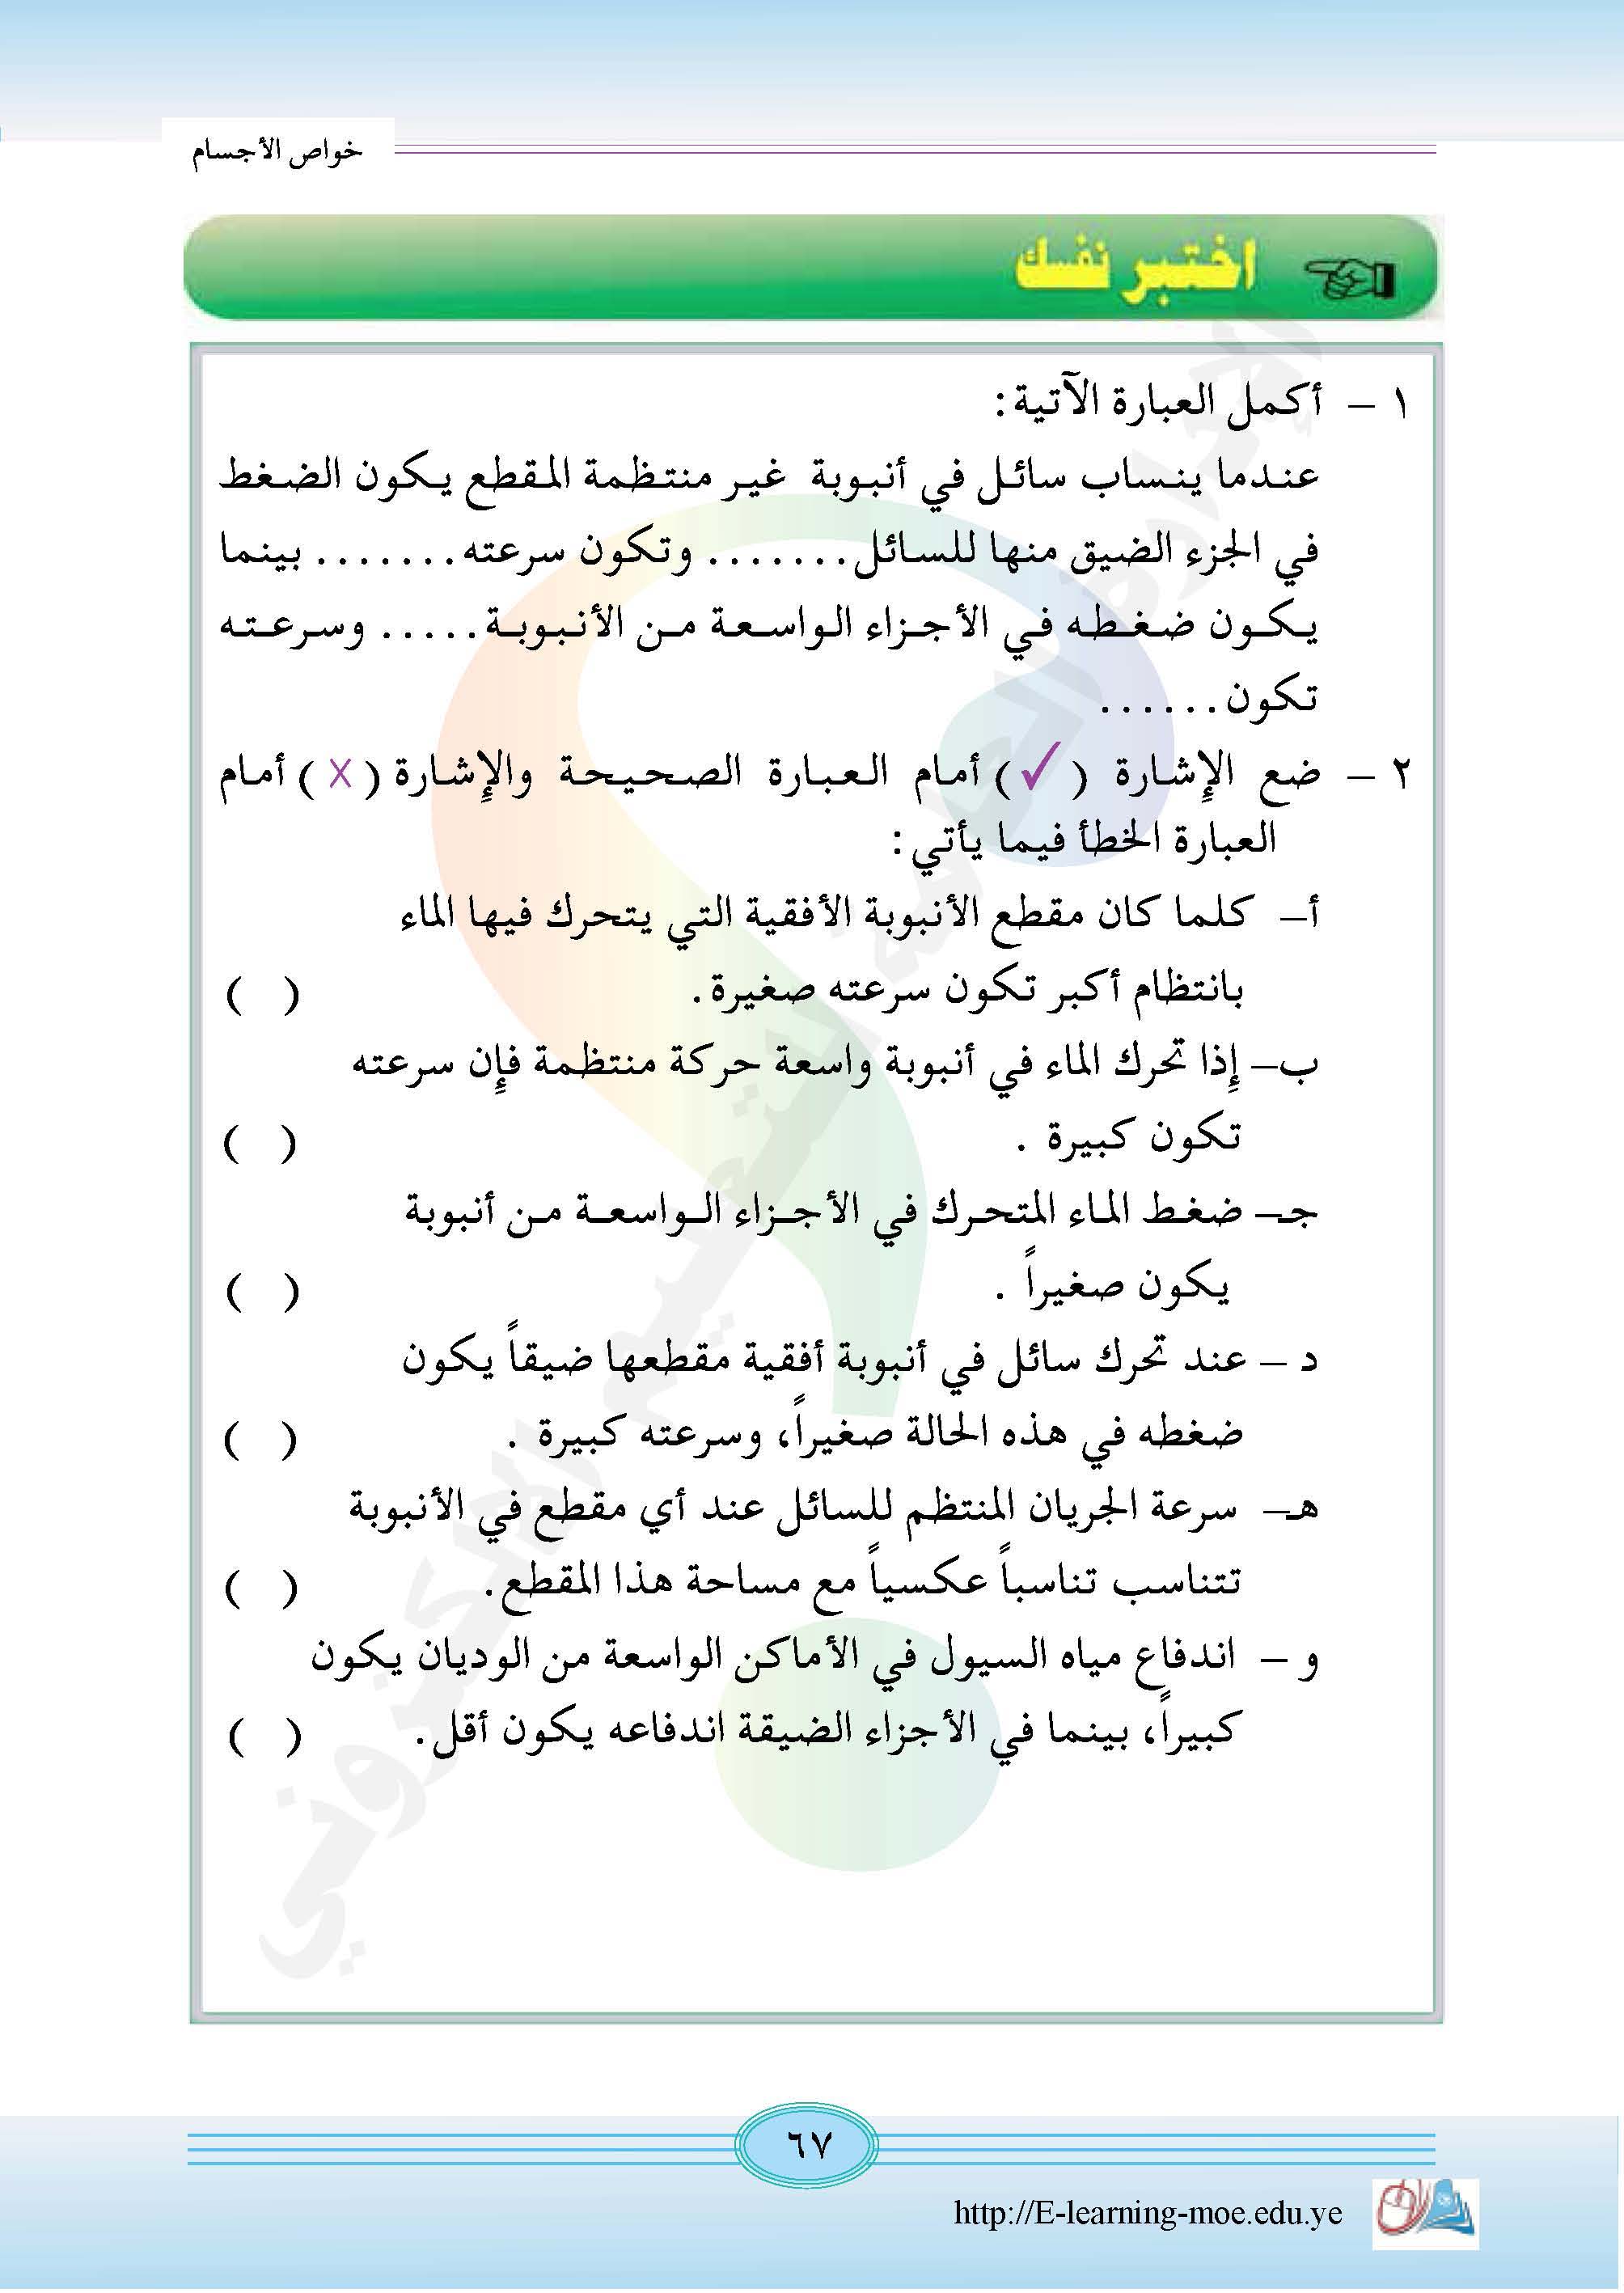 خواص الأجسام
اختبر نفسك
١ – أكمل العبارة الآتية:
عندما ينساب سائل في أنبوبة غير منتظمة المقطع يكون الضغط
في الجزء الضيق منها للسائل....... وتكون سرعته....... بينما
يكون ضغطه في الأجزاء الواسعة من الأنبوبة..... وسرعته
تكون......
٢ – ضع الإشارة ( ✓ ) أمام العبارة الصحيحة والإشارة ( X ) أمام
العبارة الخطأ فيما يأتي:
أ– كلما كان مقطع الأنبوبة الأفقية التي يتحرك فيها الماء
بانتظام أكبر تكون سرعته صغيرة. ( )
ب– إذا تحرك الماء في أنبوبة واسعة حركة منتظمة فإن سرعته
تكون كبيرة . ( )
جـ– ضغط الماء المتحرك في الأجزاء الواسعة من أنبوبة
يكون صغيراً . ( )
د – عند تحرك سائل في أنبوبة أفقية مقطعها ضيقاً يكون
ضغطه في هذه الحالة صغيراً، وسرعته كبيرة . ( )
هـ– سرعة الجريان المنتظم للسائل عند أي مقطع في الأنبوبة
تتناسب تناسباً عكسياً مع مساحة هذا المقطع. ( )
و – اندفاع مياه السيول في الأماكن الواسعة من الوديان يكون
كبيراً، بينما في الأجزاء الضيقة اندفاعه يكون أقل. ( )
الإدارة العامة للتعليم الإلكتروني
٦٧
http://E-learning-moe.edu.ye